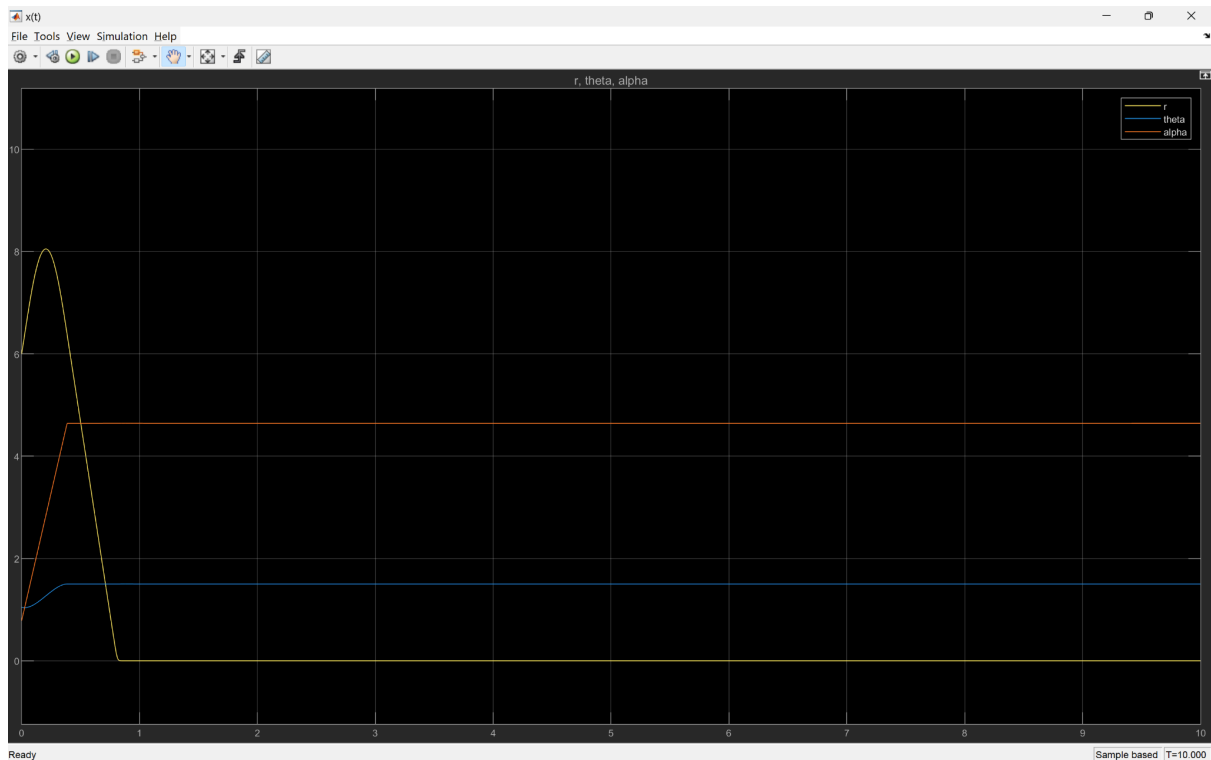 x(t)
File Tools View Simulation Help
r, theta, alpha
r
theta
alpha
10
8
6
4
2
0
0 1 2 3 4 5 6 7 8 9 10
Ready
Sample based T=10.000